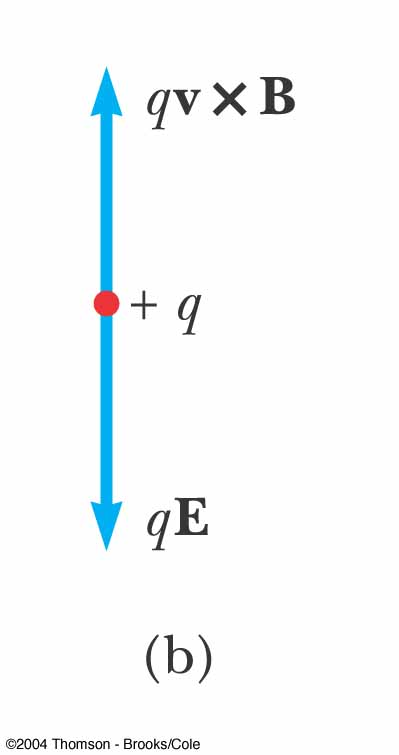 qv × B
+ q
qE
(b)
©2004 Thomson - Brooks/Cole